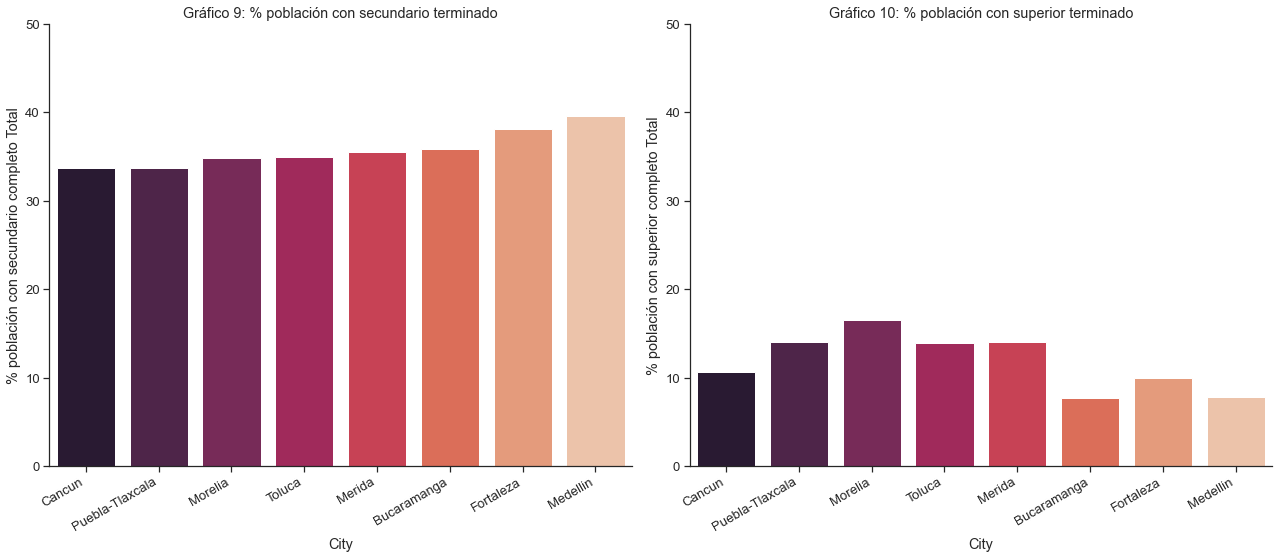 Gráfico 9: % población con secundario terminado
% población con secundario completo Total
50
40
30
20
10
0
Cancun
Puebla-Tlaxcala
Morelia
Toluca
Merida
Bucaramanga
Fortaleza
Medellin
City
Gráfico 10: % población con superior terminado
% población con superior completo Total
50
40
30
20
10
0
Cancun
Puebla-Tlaxcala
Morelia
Toluca
Merida
Bucaramanga
Fortaleza
Medellin
City